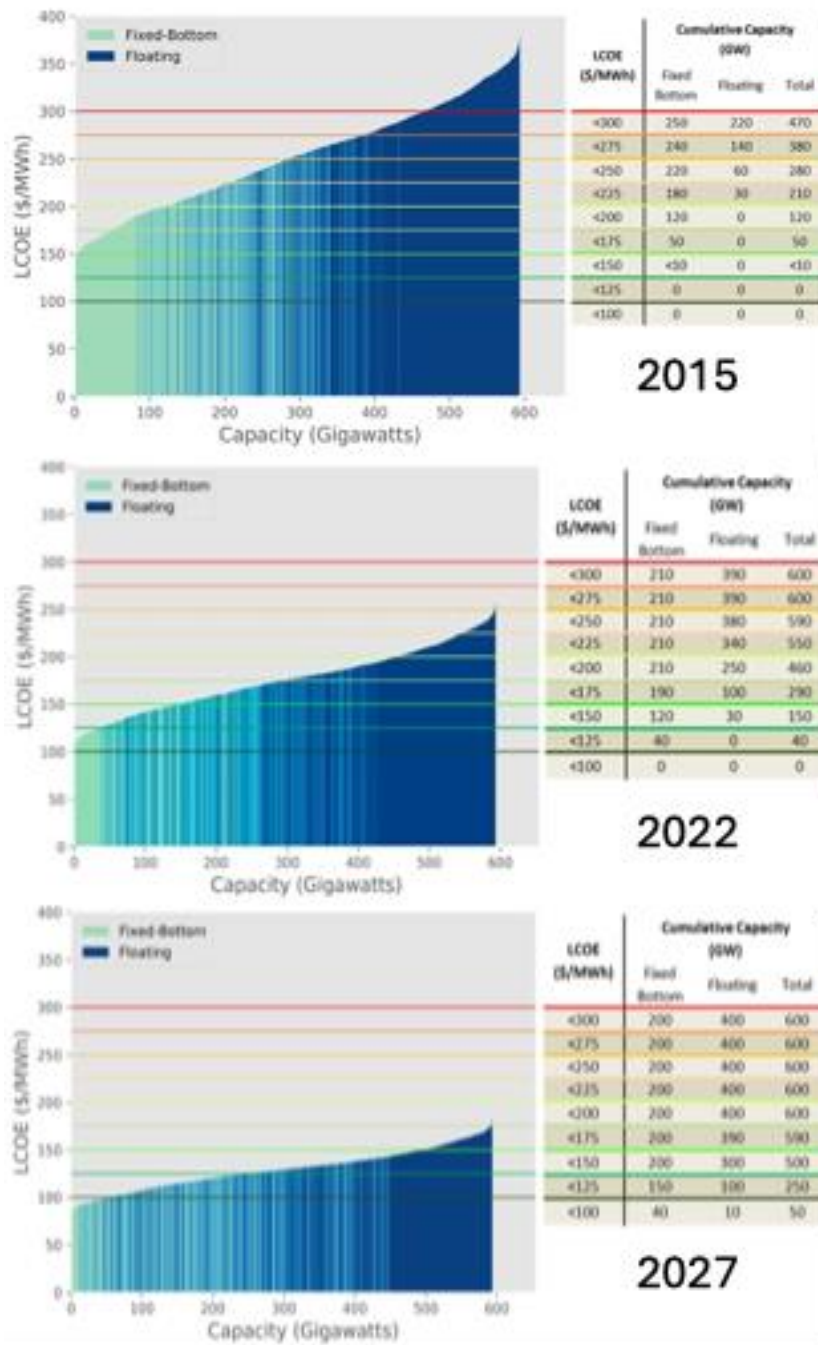 Fixed-Bottom
Floating
LCOE ($/MWh)
400
350
300
250
200
150
100
50
0
0 100 200 300 400 500 600
Capacity (Gigawatts)
LCOE ($/MWh)
Cumulative Capacity (GW)
Fixed Bottom Floating Total
<300 250 220 470
<275 240 140 380
<250 220 60 280
<225 180 30 210
<200 120 0 120
<175 50 0 50
<150 <10 0 <10
<125 0 0 0
<100 0 0 0
2015
Fixed-Bottom
Floating
LCOE ($/MWh)
400
350
300
250
200
150
100
50
0
0 100 200 300 400 500 600
Capacity (Gigawatts)
LCOE ($/MWh)
Cumulative Capacity (GW)
Fixed Bottom Floating Total
<300 210 390 600
<275 210 390 600
<250 210 380 590
<225 210 340 550
<200 210 250 460
<175 190 100 290
<150 120 30 150
<125 40 0 40
<100 0 0 0
2022
Fixed-Bottom
Floating
LCOE ($/MWh)
400
350
300
250
200
150
100
50
0
0 100 200 300 400 500 600
Capacity (Gigawatts)
LCOE ($/MWh)
Cumulative Capacity (GW)
Fixed Bottom Floating Total
<300 200 400 600
<275 200 400 600
<250 200 400 600
<225 200 400 600
<200 200 400 600
<175 200 390 590
<150 200 300 500
<125 150 100 250
<100 40 10 50
2027